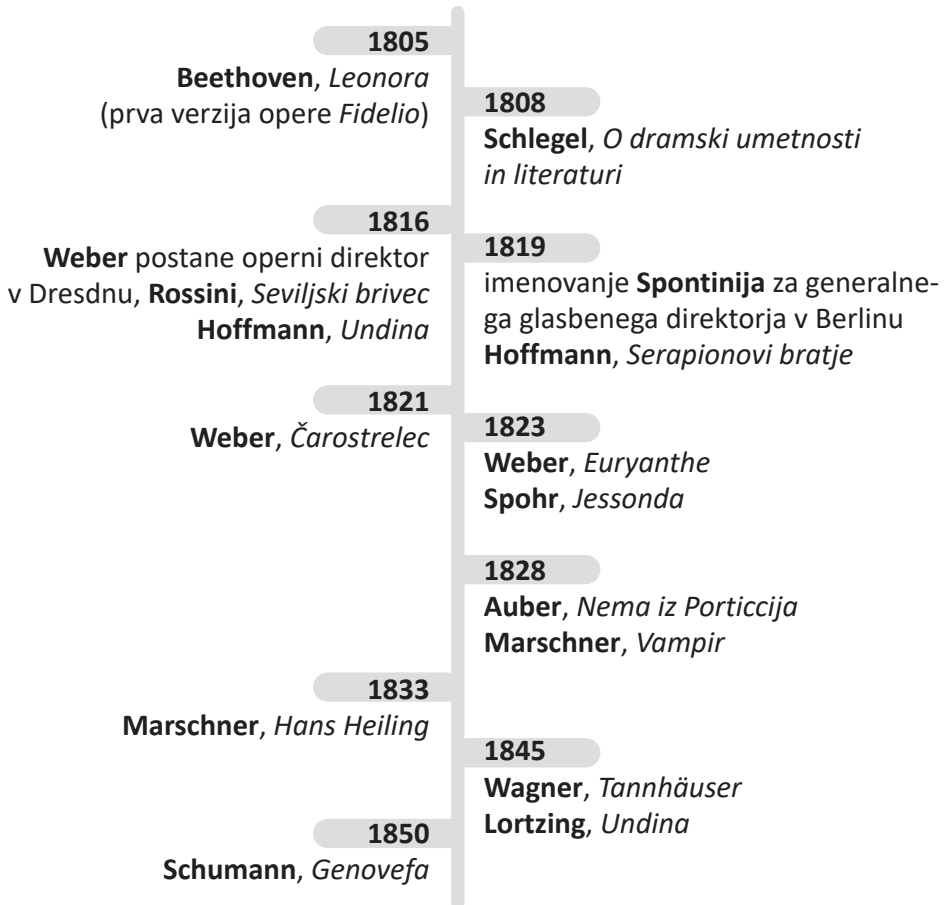 1805
Beethoven, Leonora
(prva verzija opere Fidelio)
1808
Schlegel, O dramski umetnosti
in literaturi
1816
Weber postane operni direktor
v Dresdnu, Rossini, Seviljski brivec
Hoffmann, Undina
1819
imenovanje Spontinija za generalne-
ga glasbenega direktorja v Berlinu
Hoffmann, Serapionovi bratje
1821
Weber, Čarostrelec
1823
Weber, Euryanthe
Spohr, Jessonda
1828
Auber, Nema iz Porticcija
Marschner, Vampir
1833
Marschner, Hans Heiling
1845
Wagner, Tannhäuser
Lortzing, Undina
1850
Schumann, Genovefa